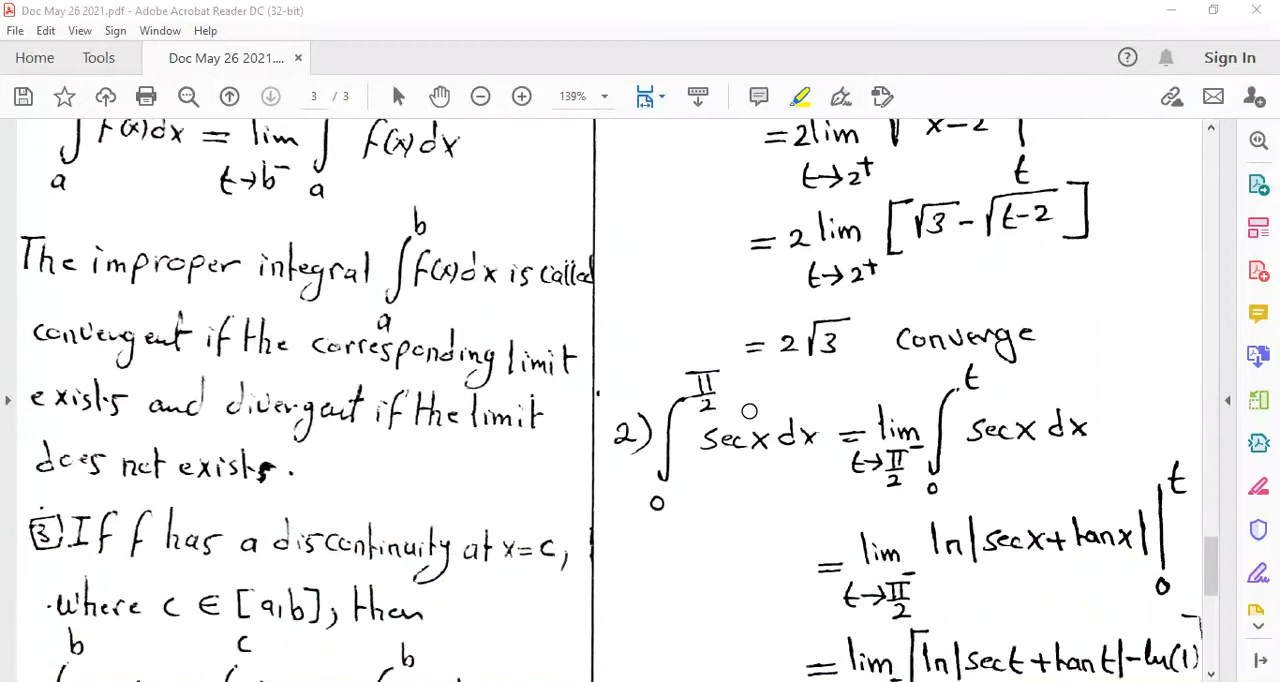 Doc May 26 2021.pdf - Adobe Acrobat Reader DC (32-bit)
File Edit View Sign Window Help
Home Tools Doc May 26 2021.... × Sign In
3 / 3 139%
∫ₐ f(x)dx = lim t→b⁻ ∫ₐ f(x)dx
The improper integral ∫ₐᵇ f(x)dx is called
convergent if the corresponding limit
exists and divergent if the limit
does not exists.
[3] If f has a discontinuity at x=c,
where c ∈ [a,b], then
b c b
= 2 lim t→2⁺ √x-2 |t
= 2 lim t→2⁺ [√3 - √t-2]
= 2√3 Converge
2) ∫₀^(π/2) secx dx = lim t→π/2⁻ ∫₀ᵗ secx dx
= lim t→π/2⁻ ln|secx+tanx| |₀ᵗ
= lim [ln|sect+tant|-ln(1)]